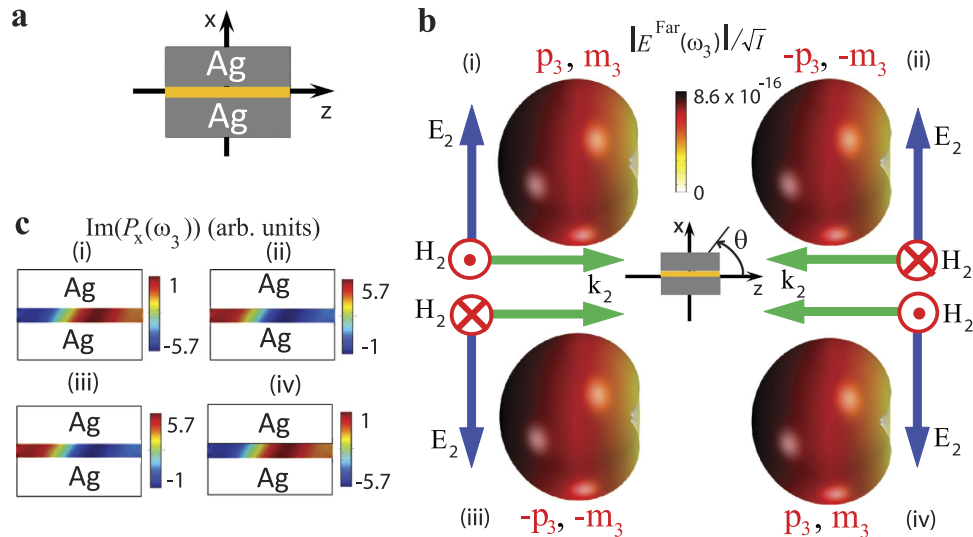 a
x
Ag
Ag
z
b
|E^Far(ω₃)|/√I
(i)
p₃, m₃
-p₃, -m₃
(ii)
8.6 x 10⁻¹⁶
0
E₂
E₂
H₂
k₂
x
θ
z
k₂
H₂
H₂
H₂
E₂
E₂
(iii)
-p₃, -m₃
p₃, m₃
(iv)
c
Im(Pₓ(ω₃)) (arb. units)
(i)
(ii)
Ag
Ag
1
-5.7
Ag
Ag
5.7
-1
(iii)
(iv)
Ag
Ag
5.7
-1
Ag
Ag
1
-5.7